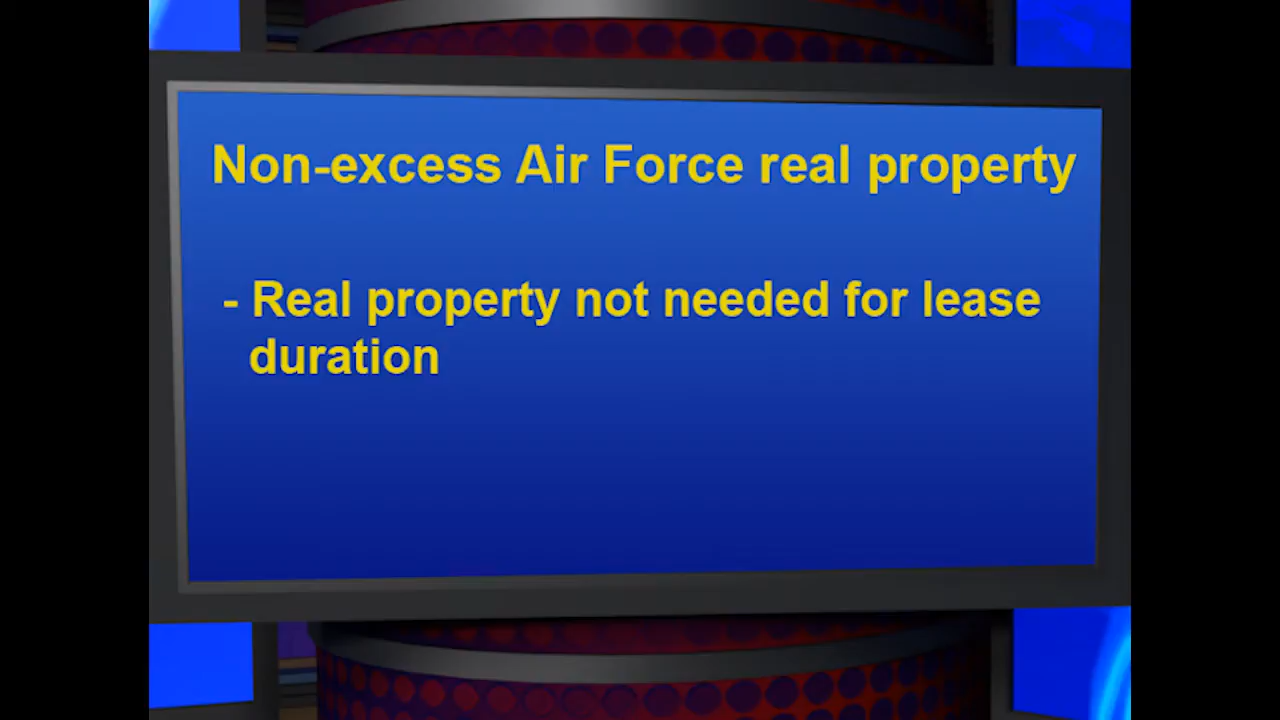 Non-excess Air Force real property
- Real property not needed for lease
duration